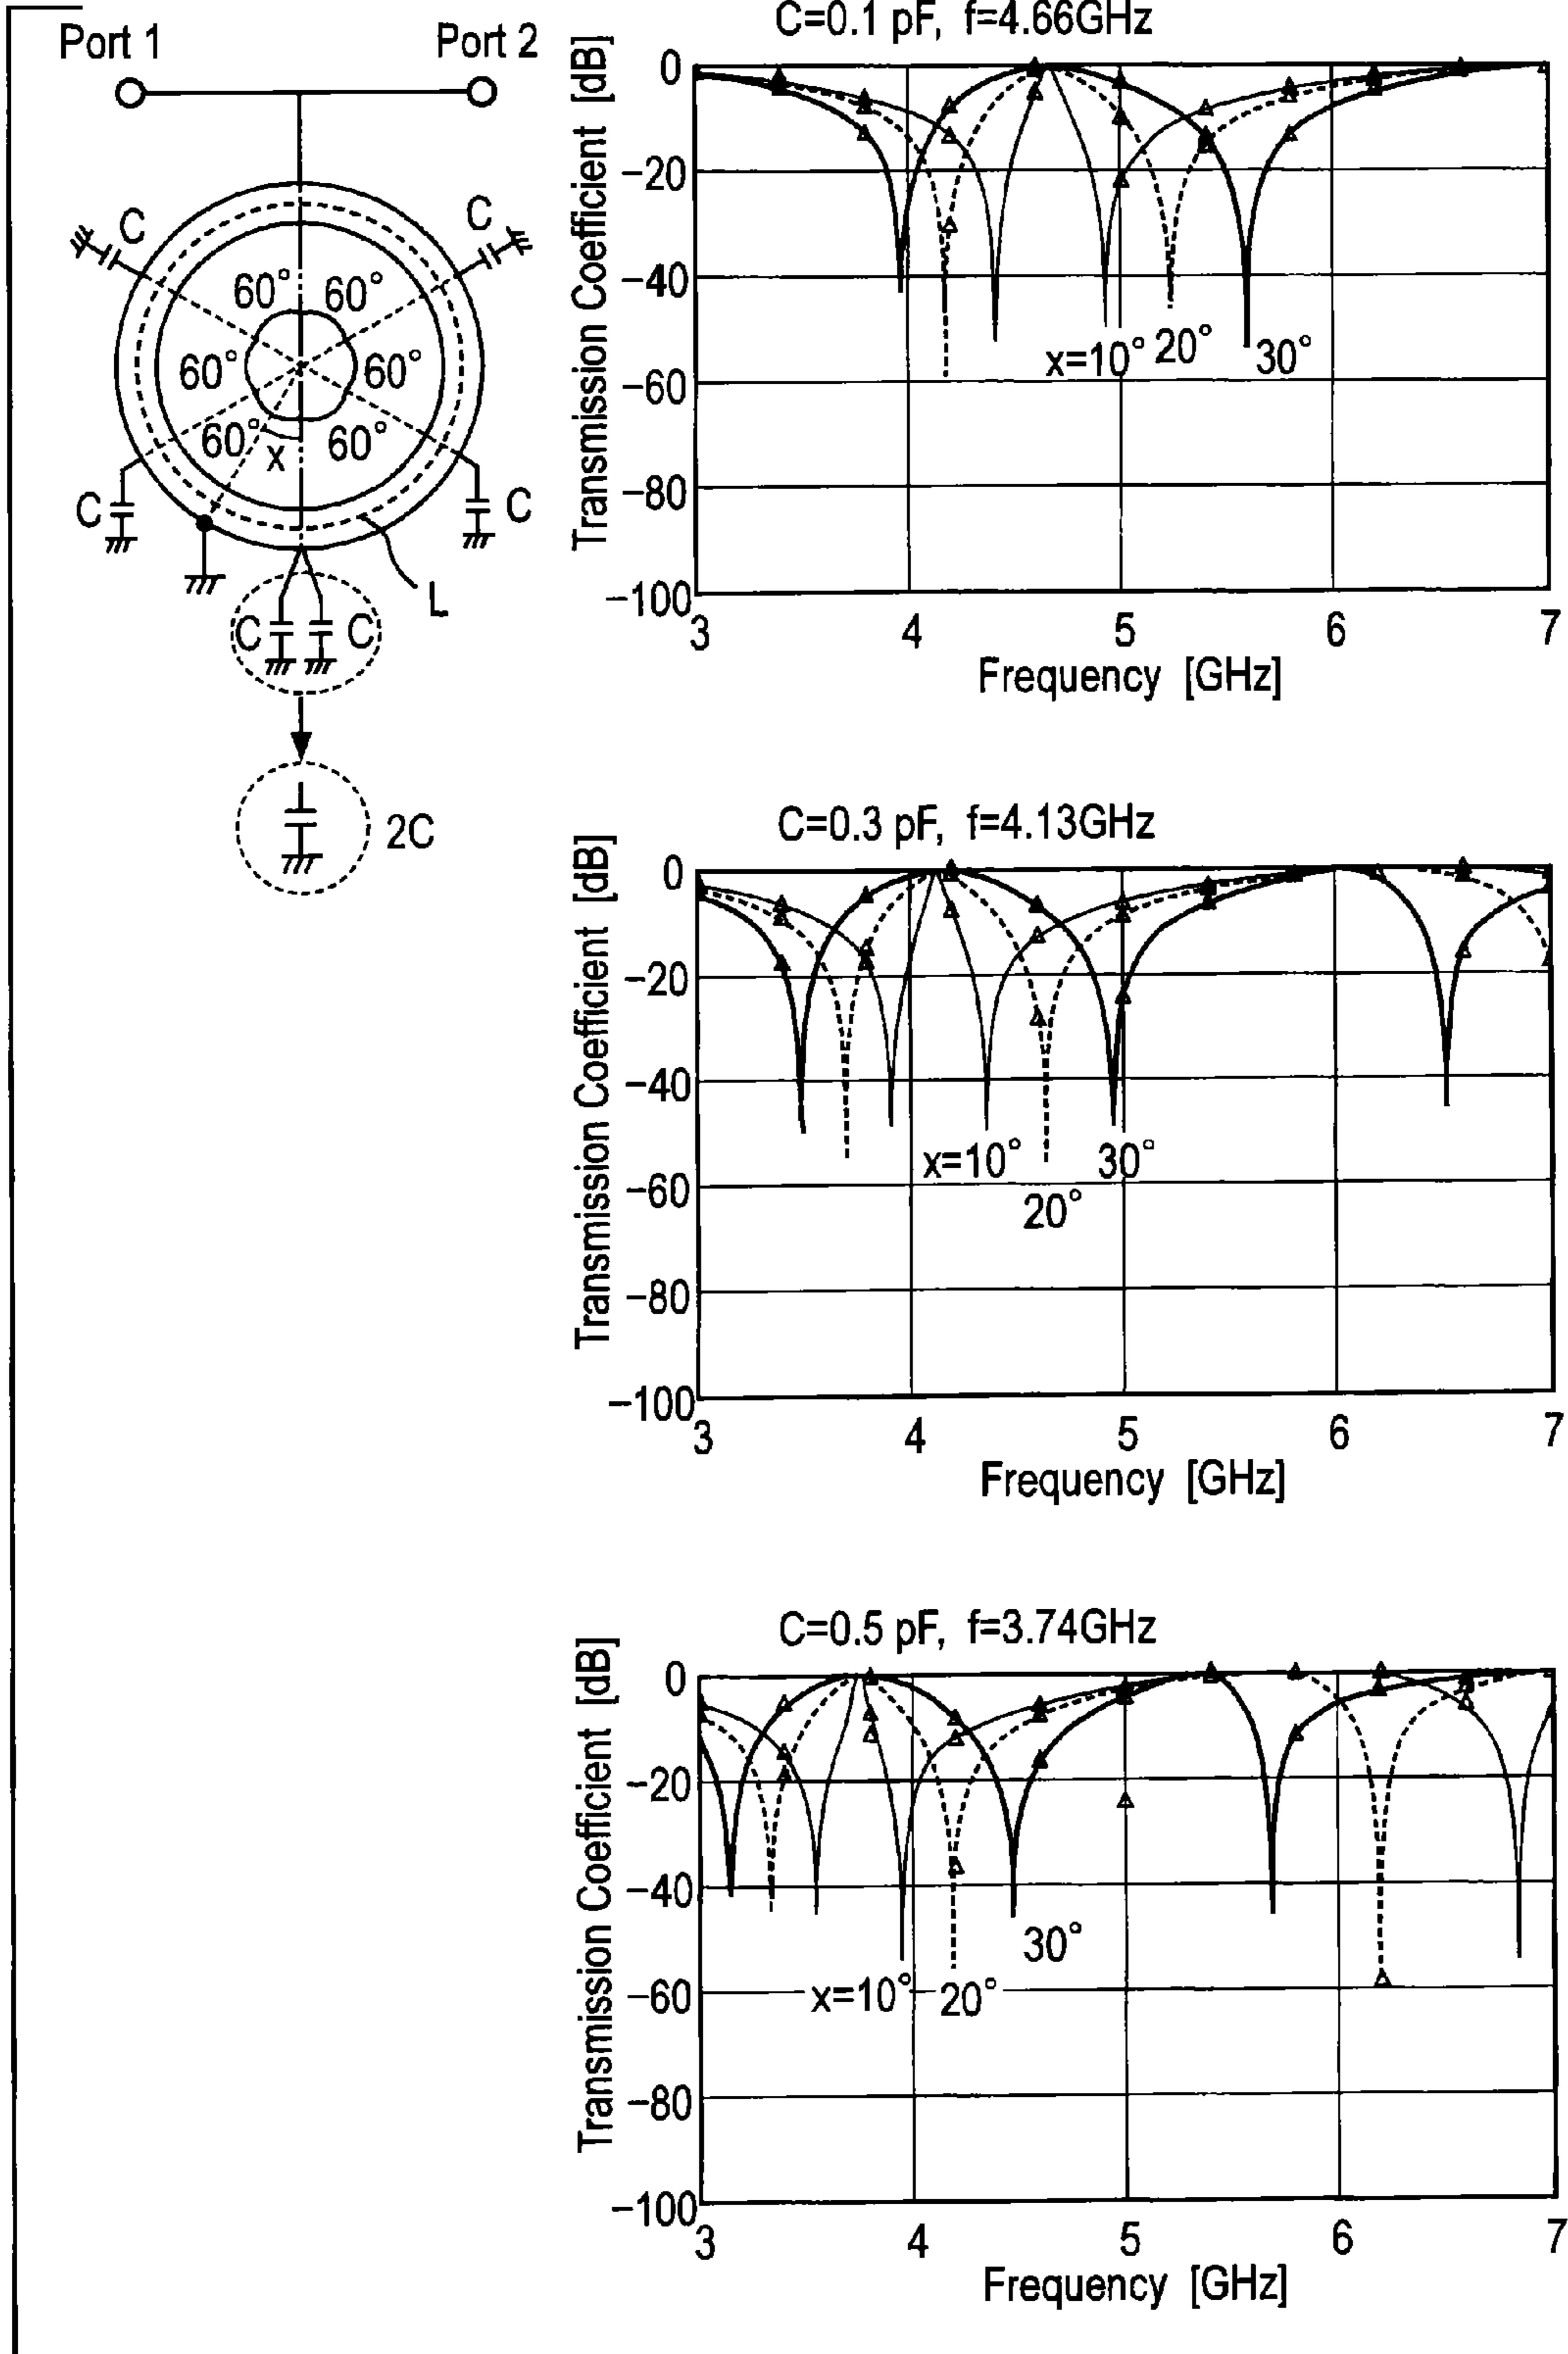 Port 1
Port 2
C
C
60°
60°
60°
60°
60°
60°
x
C
C
L
C
C
2C
C=0.1 pF, f=4.66GHz
Transmission Coefficient [dB]
0
−20
−40
−60
−80
−100
x=10°
20°
30°
3
4
5
6
7
Frequency [GHz]
C=0.3 pF, f=4.13GHz
Transmission Coefficient [dB]
0
−20
−40
−60
−80
−100
x=10°
20°
30°
3
4
5
6
7
Frequency [GHz]
C=0.5 pF, f=3.74GHz
Transmission Coefficient [dB]
0
−20
−40
−60
−80
−100
x=10°
20°
30°
3
4
5
6
7
Frequency [GHz]